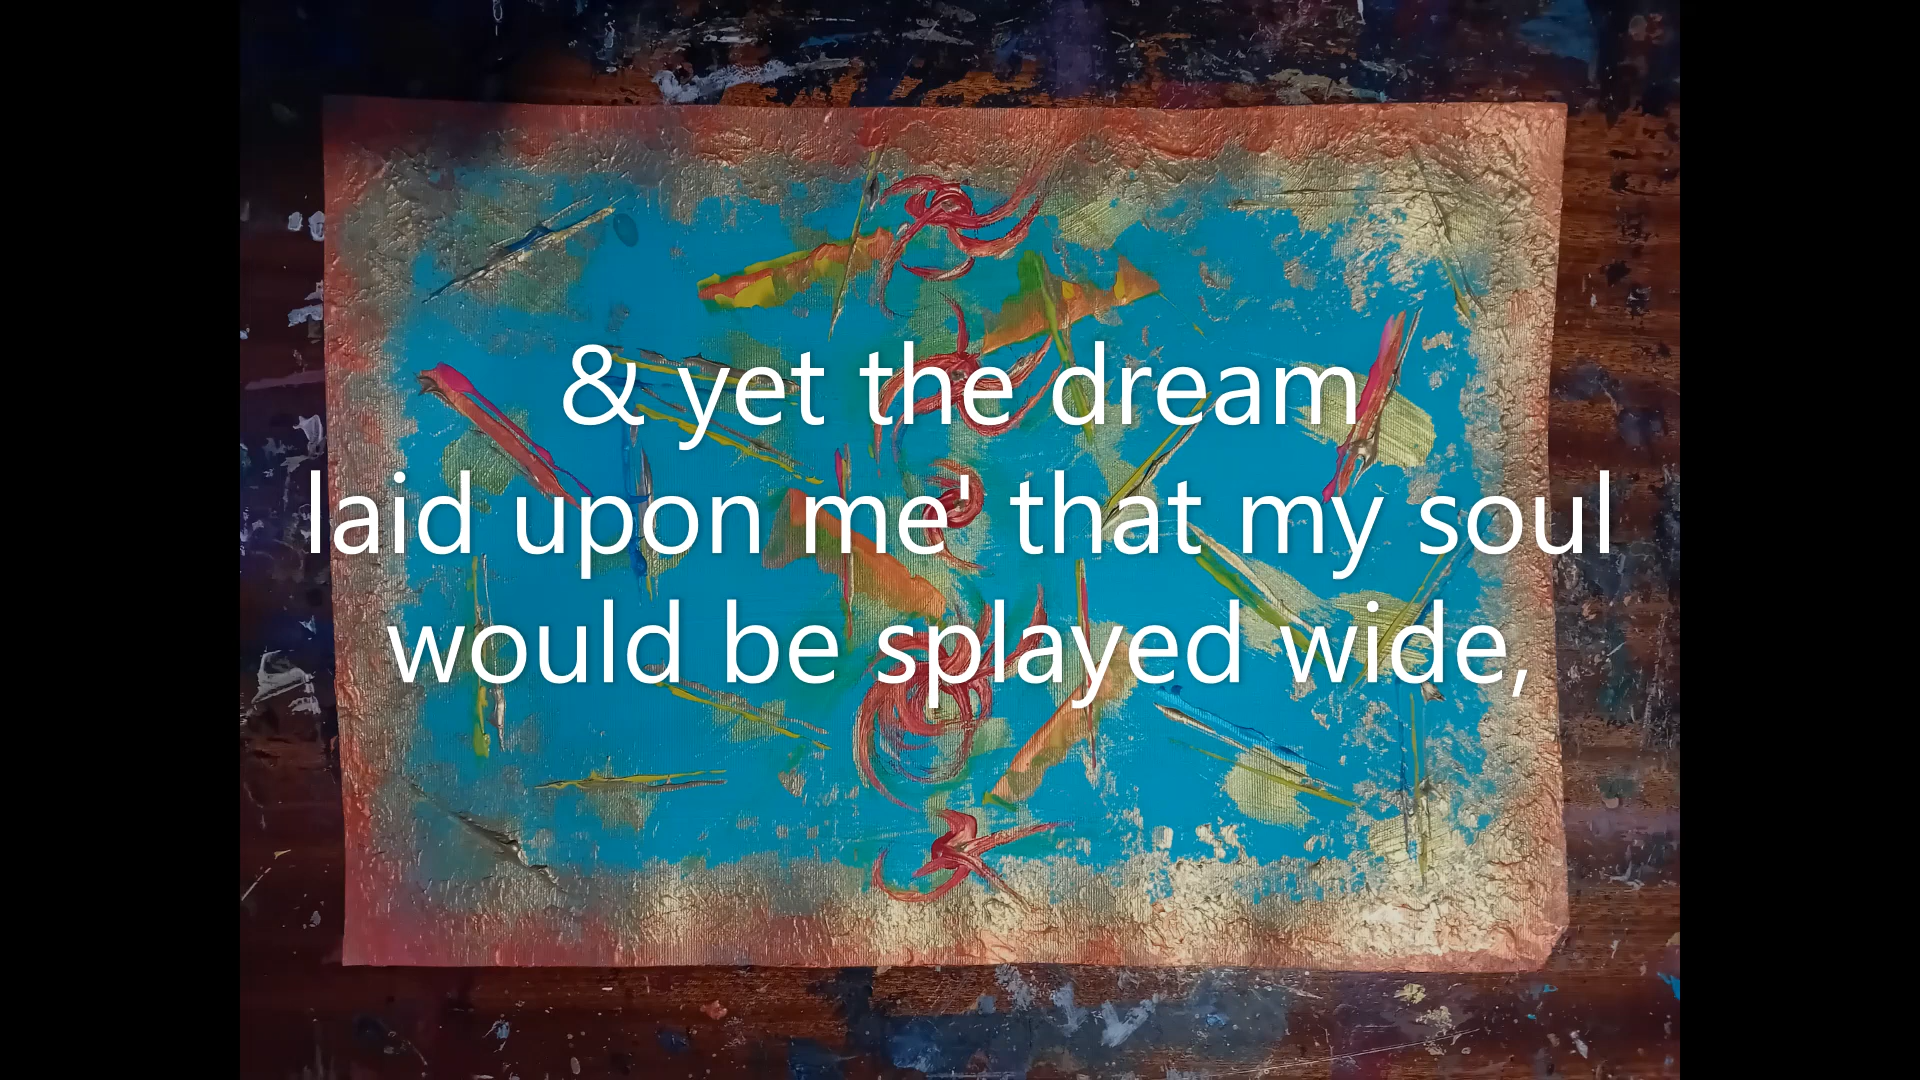 & yet the dream
laid upon me' that my soul
would be splayed wide,